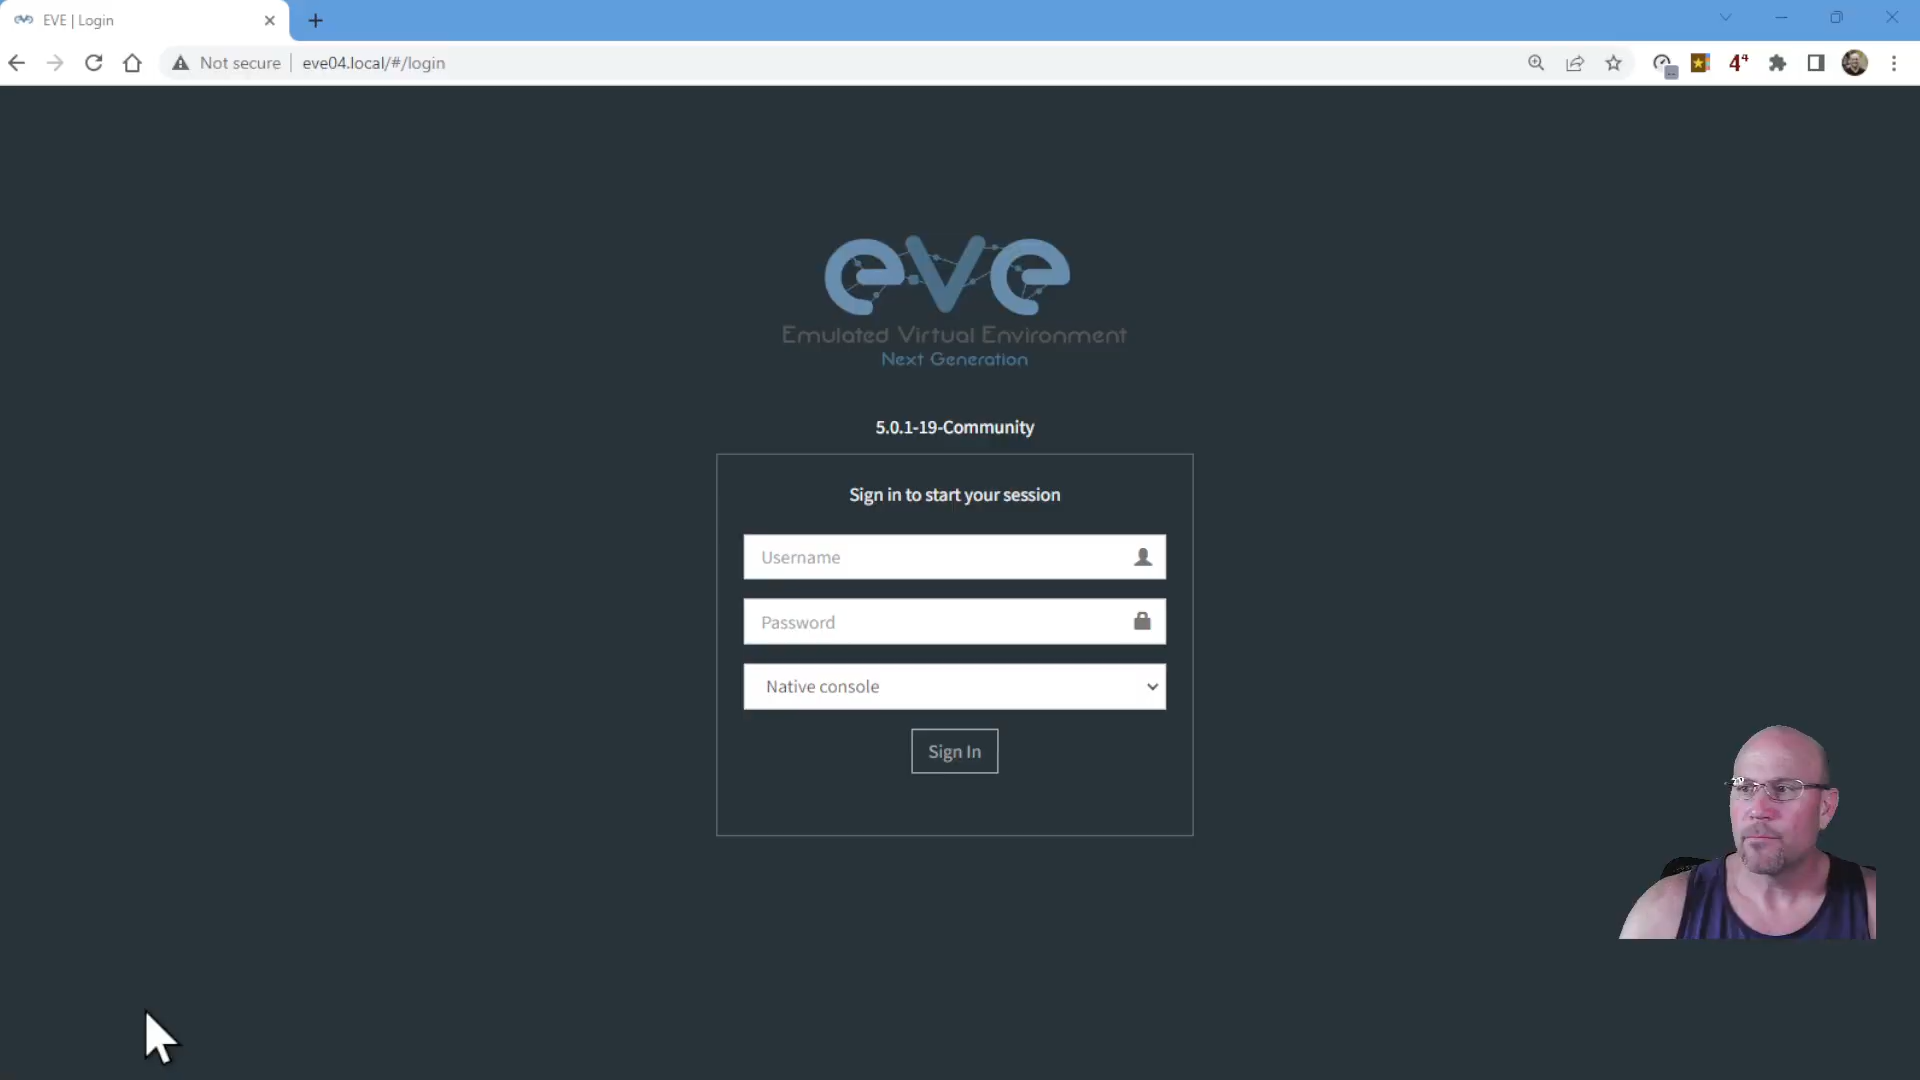 EVE | Login
Not secure
eve04.local/#/login
4⁴
eve
Emulated Virtual Environment
Next Generation
5.0.1-19-Community
Sign in to start your session
Username
Password
Native console
Sign In